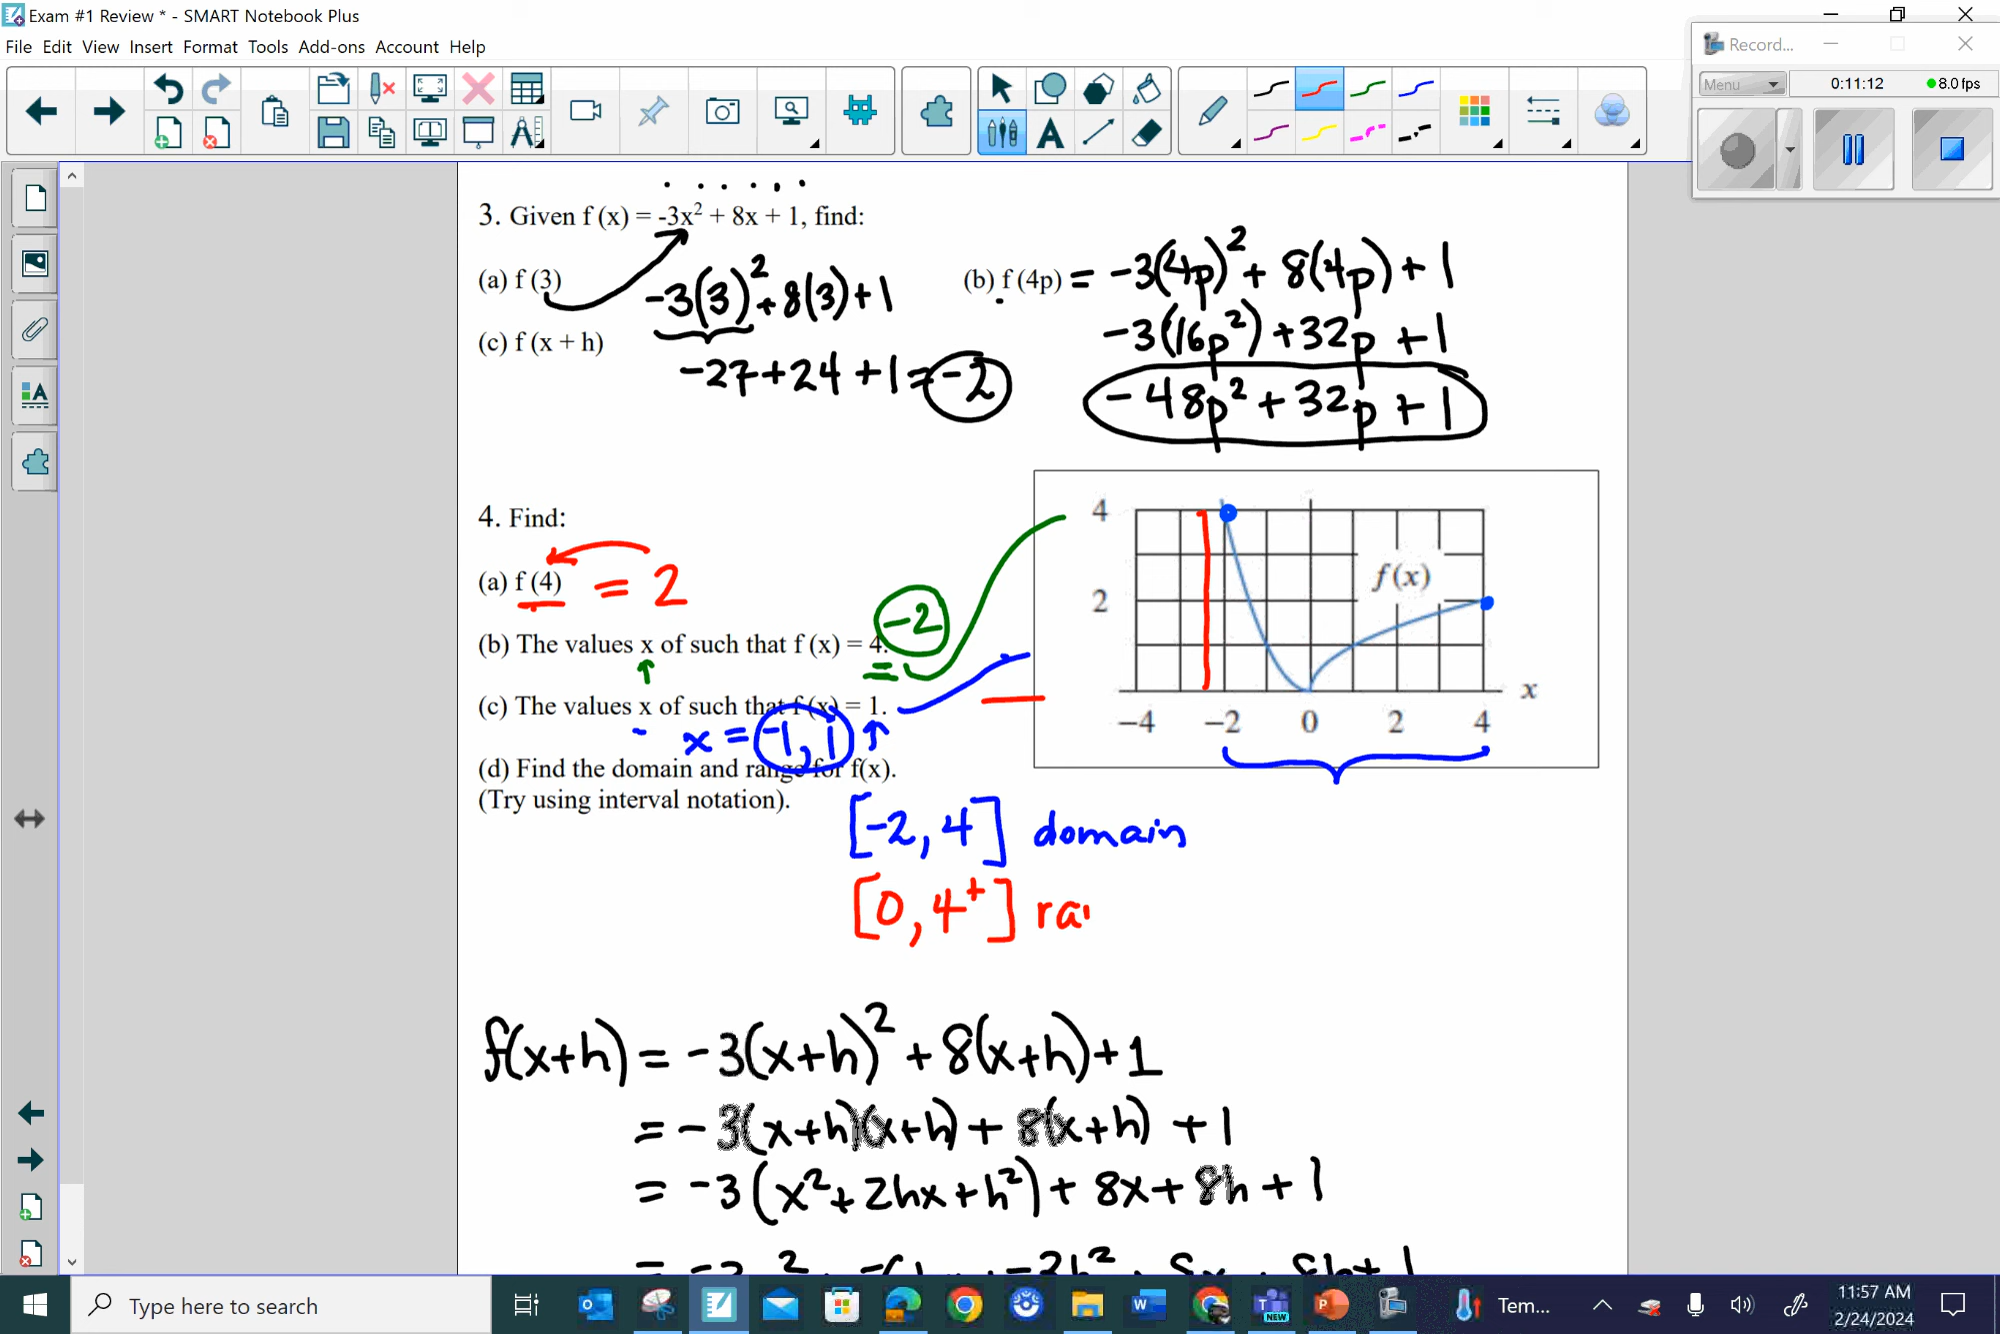 Exam #1 Review * - SMART Notebook Plus
File Edit View Insert Format Tools Add-ons Account Help
Record...
Menu 0:11:12 8.0 fps
3. Given f (x) = -3x² + 8x + 1, find:
(a) f (3) -3(3)² + 8(3) + 1
(b) f (4p) = -3(4p)² + 8(4p) + 1
-3(16p²) + 32p + 1
(c) f (x + h)
-27 + 24 + 1 = -2
-48p² + 32p + 1
4. Find:
(a) f (4) = 2
-2
(b) The values x of such that f (x) = 4.
(c) The values x of such that f (x) = 1.
x = -1, 1
(d) Find the domain and range for f(x).
(Try using interval notation).
4
2
f(x)
x
-4 -2 0 2 4
[-2, 4] domain
[0, 4+] ra
f(x+h) = -3(x+h)² + 8(x+h) + 1
= -3(x+h)(x+h) + 8(x+h) + 1
= -3(x² + 2hx + h²) + 8x + 8h + 1
Type here to search
NEW
Tem...
11:57 AM
2/24/2024